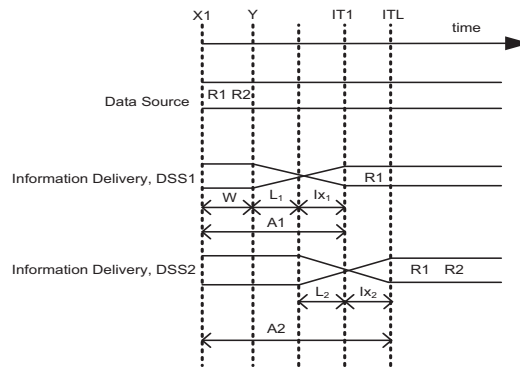 X1 Y IT1 ITL
time
R1 R2
Data Source
Information Delivery, DSS1 R1
W L₁ Ix₁
A1
Information Delivery, DSS2 R1 R2
L₂ Ix₂
A2